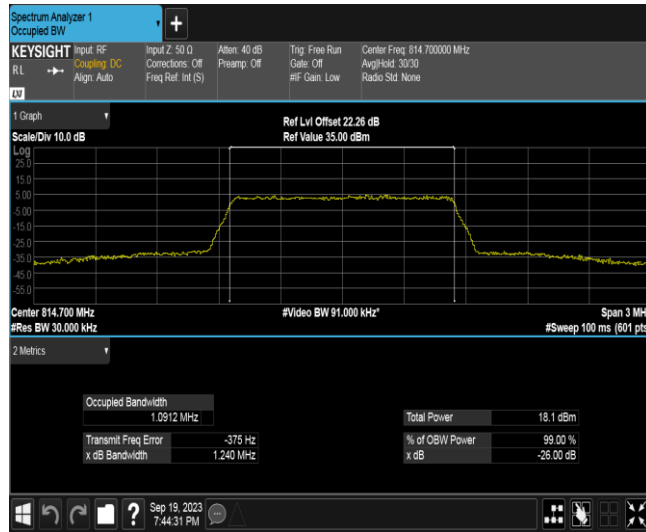 Spectrum Analyzer 1
Occupied BW
+
KEYSIGHT Input: RF Input Z: 50 Ω Atten: 40 dB Trig: Free Run Center Freq: 814.700000 MHz
RL Coupling: DC Corrections: Off Preamp: Off Gate: Off Avg|Hold: 30/30
Align: Auto Freq Ref: Int (S) #IF Gain: Low Radio Std: None
LXI
1 Graph
Ref Lvl Offset 22.26 dB
Scale/Div 10.0 dB Ref Value 35.00 dBm
Log
25.0
15.0
5.00
-5.00
-15.0
-25.0
-35.0
-45.0
-55.0
Center 814.700 MHz #Video BW 91.000 kHz* Span 3 MH
#Res BW 30.000 kHz #Sweep 100 ms (601 pts
2 Metrics
Occupied Bandwidth
1.0912 MHz Total Power 18.1 dBm
Transmit Freq Error -375 Hz % of OBW Power 99.00 %
x dB Bandwidth 1.240 MHz x dB -26.00 dB
? Sep 19, 2023
7:44:31 PM